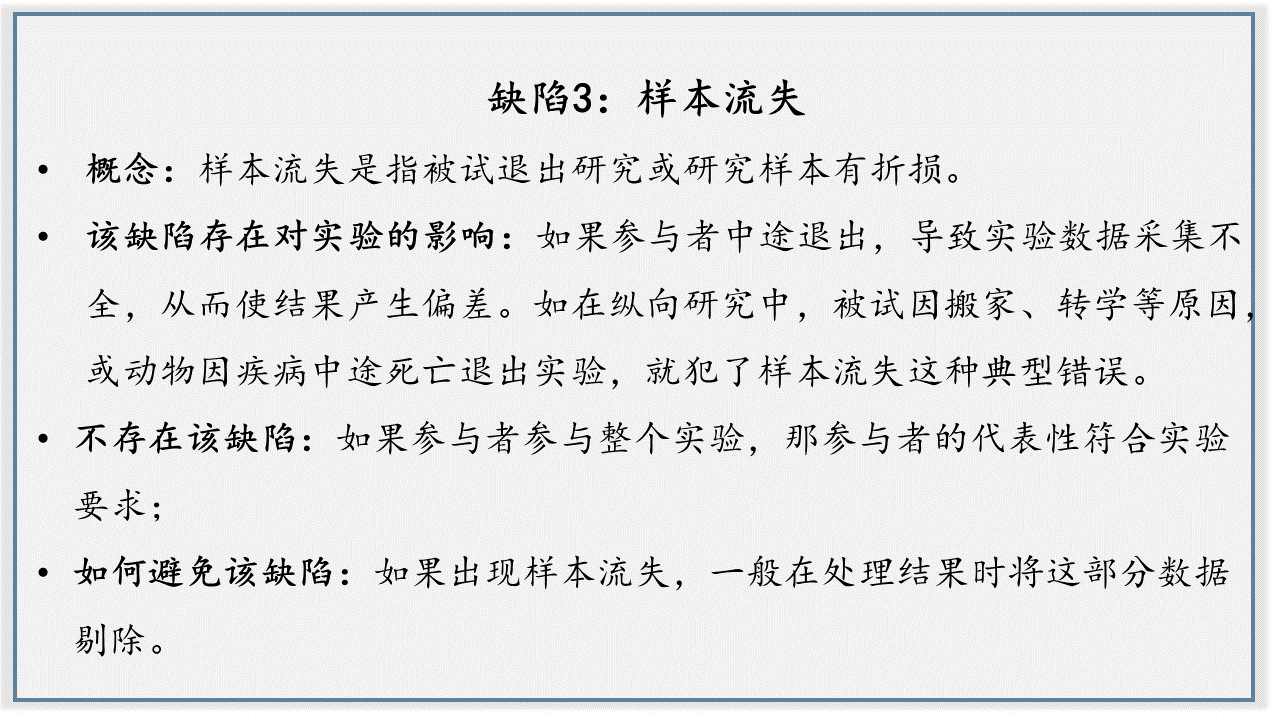 缺陷3：样本流失
• 概念：样本流失是指被试退出研究或研究样本有折损。
• 该缺陷存在对实验的影响：如果参与者中途退出，导致实验数据采集不
全，从而使结果产生偏差。如在纵向研究中，被试因搬家、转学等原因，
或动物因疾病中途死亡退出实验，就犯了样本流失这种典型错误。
• 不存在该缺陷：如果参与者参与整个实验，那参与者的代表性符合实验
要求；
• 如何避免该缺陷：如果出现样本流失，一般在处理结果时将这部分数据
剔除。